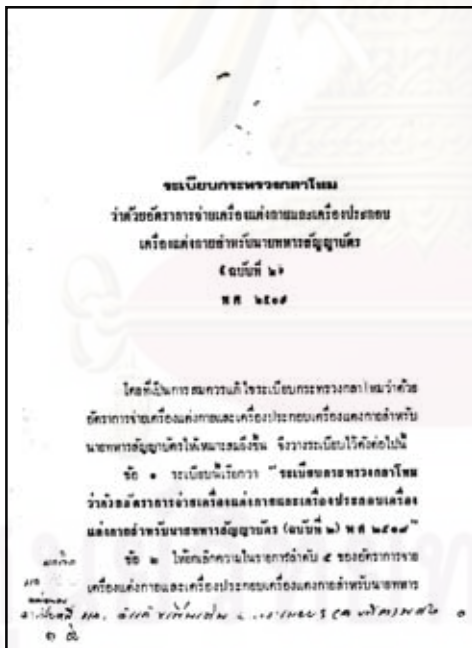 ระเบียบกระทรวงกลาโหม
ว่าด้วยอัตราการจ่ายเครื่องแต่งกายและเครื่องประกอบ
เครื่องแต่งกายสำหรับนายทหารสัญญาบัตร
(ฉบับที่ ๒)
พ.ศ. ๒๕๐๗
โดยที่เป็นการสมควรแก้ไขระเบียบกระทรวงกลาโหมว่าด้วย
อัตราการจ่ายเครื่องแต่งกายและเครื่องประกอบเครื่องแต่งกายสำหรับ
นายทหารสัญญาบัตรให้เหมาะสมยิ่งขึ้น จึงวางระเบียบไว้ดังต่อไปนี้
ข้อ ๑ ระเบียบนี้เรียกว่า "ระเบียบกระทรวงกลาโหม
ว่าด้วยอัตราการจ่ายเครื่องแต่งกายและเครื่องประกอบเครื่อง
แต่งกายสำหรับนายทหารสัญญาบัตร (ฉบับที่ ๒) พ.ศ. ๒๕๐๗"
ข้อ ๒ ให้ยกเลิกความในรายการลำดับ ๕ ของอัตราการจ่าย
เครื่องแต่งกายและเครื่องประกอบเครื่องแต่งกายสำหรับนายทหาร